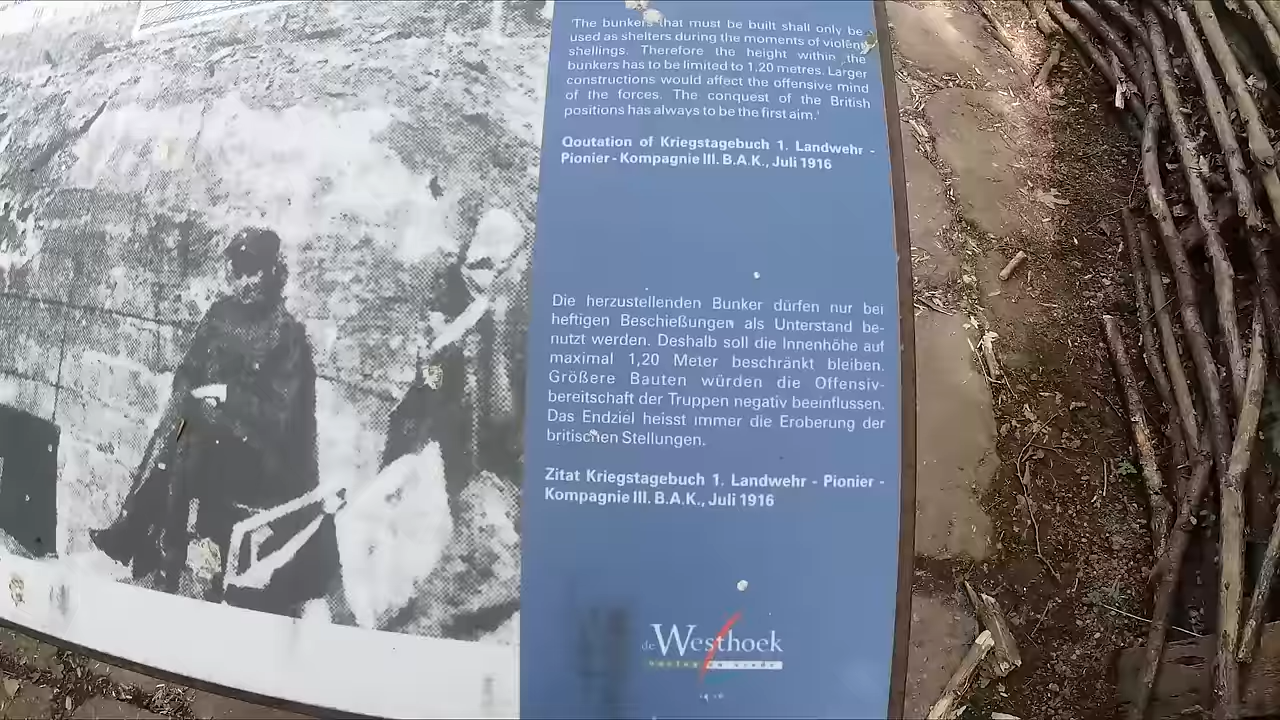 'The bunkers that must be built shall only be
used as shelters during the moments of violent
shellings. Therefore the height within the
bunkers has to be limited to 1.20 metres. Larger
constructions would affect the offensive mind
of the forces. The conquest of the British
positions has always to be the first aim.'
Qoutation of Kriegstagebuch 1. Landwehr -
Pionier - Kompagnie III. B.A.K., Juli 1916
Die herzustellenden Bunker dürfen nur bei
heftigen Beschießungen als Unterstand be-
nutzt werden. Deshalb soll die Innenhöhe auf
maximal 1,20 Meter beschränkt bleiben.
Größere Bauten würden die Offensiv-
bereitschaft der Truppen negativ beeinflussen.
Das Endziel heisst immer die Eroberung der
britischen Stellungen.
Zitat Kriegstagebuch 1. Landwehr - Pionier -
Kompagnie III. B.A.K., Juli 1916
de Westhoek
oorlog en vrede